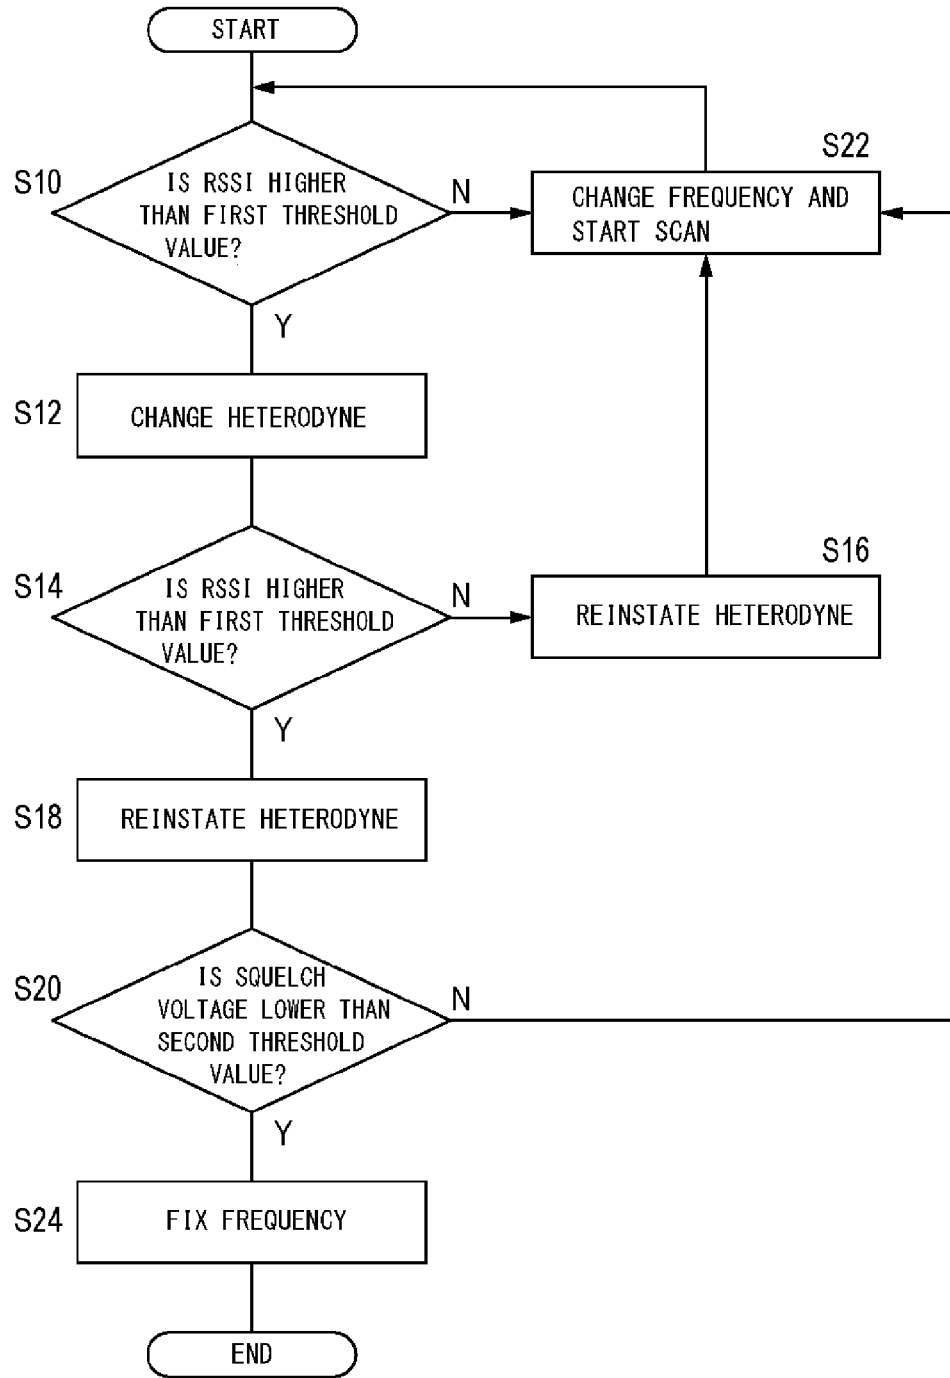 START
S10
IS RSSI HIGHER
THAN FIRST THRESHOLD
VALUE?
N
S22
CHANGE FREQUENCY AND
START SCAN
Y
S12
CHANGE HETERODYNE
S14
IS RSSI HIGHER
THAN FIRST THRESHOLD
VALUE?
N
S16
REINSTATE HETERODYNE
Y
S18
REINSTATE HETERODYNE
S20
IS SQUELCH
VOLTAGE LOWER THAN
SECOND THRESHOLD
VALUE?
N
Y
S24
FIX FREQUENCY
END